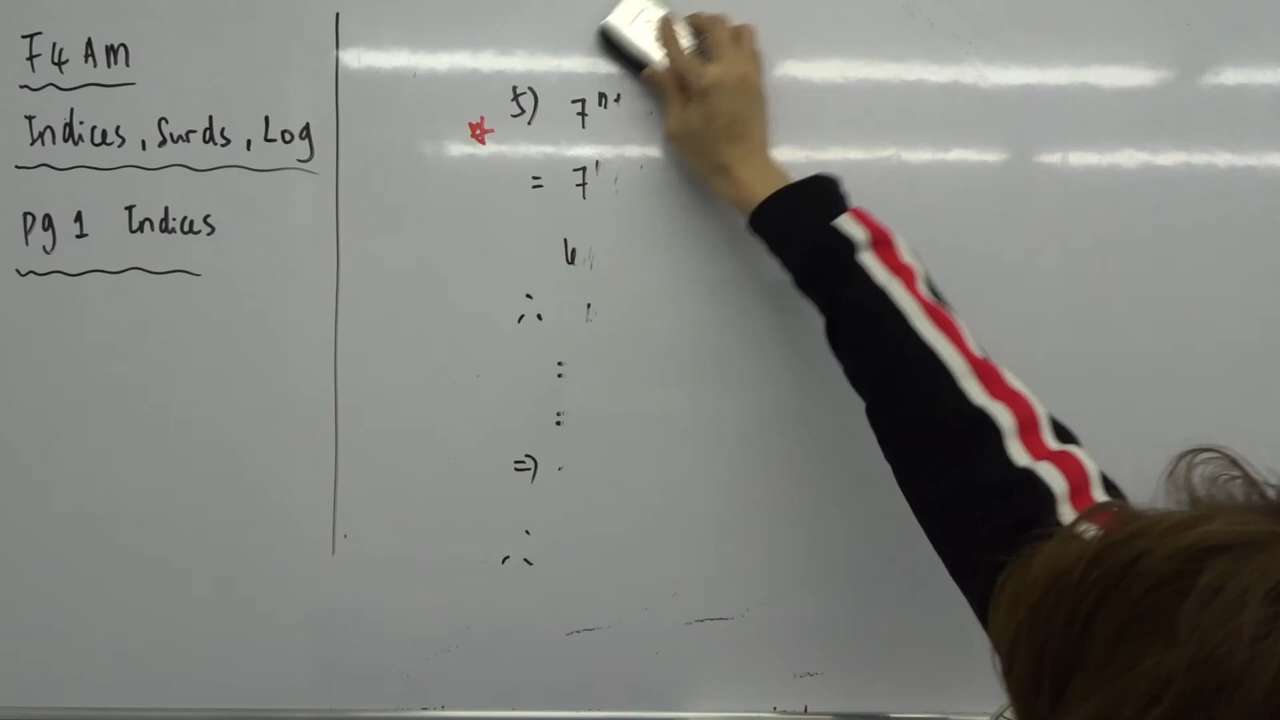 F4 Am
Indices, Surds, Log
pg 1 Indices
5) 7ⁿ⁺
= 7
∴
⇒
∴